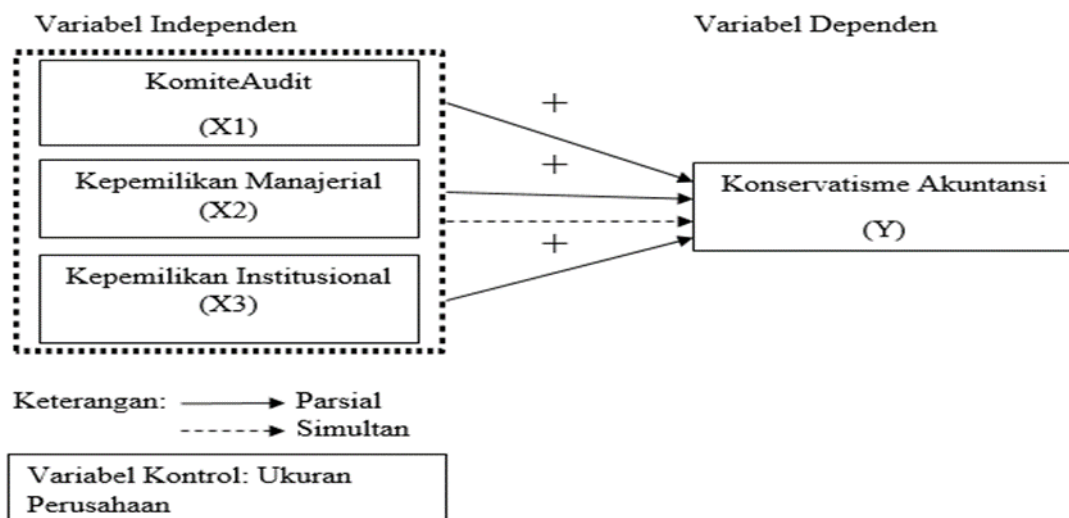 Variabel Independen
Variabel Dependen
KomiteAudit
(X1)
Kepemilikan Manajerial
(X2)
Kepemilikan Institusional
(X3)
+
+
+
Konservatisme Akuntansi
(Y)
Keterangan:
Parsial
Simultan
Variabel Kontrol: Ukuran
Perusahaan